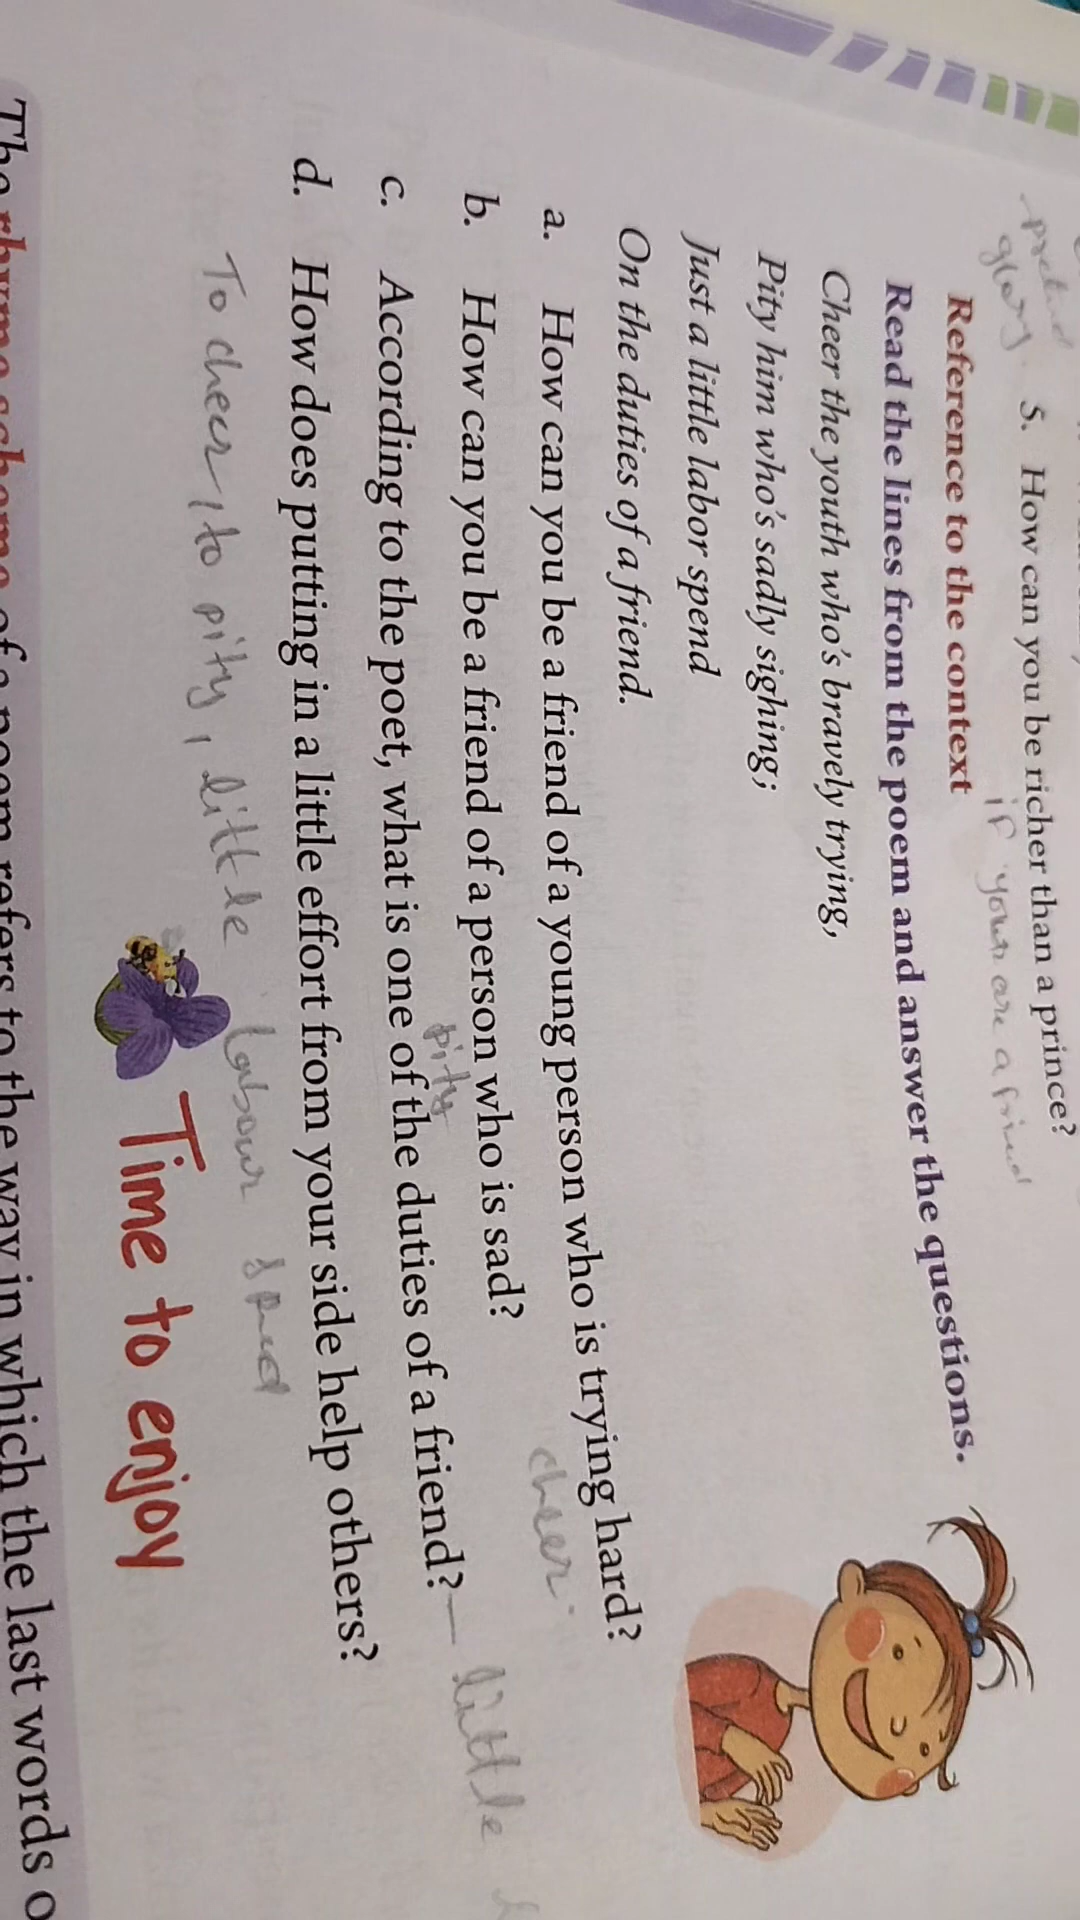 5. How can you be richer than a prince?
if your are a friend
Reference to the context
Read the lines from the poem and answer the questions.
Cheer the youth who's bravely trying,
Pity him who's sadly sighing;
Just a little labor spend
On the duties of a friend.
a. How can you be a friend of a young person who is trying hard?
cheer
b. How can you be a friend of a person who is sad?
pity
c. According to the poet, what is one of the duties of a friend? — little
d. How does putting in a little effort from your side help others?
To cheer, to pity, little labour spend
Time to enjoy
The rhyme scheme of a poem refers to the way in which the last words